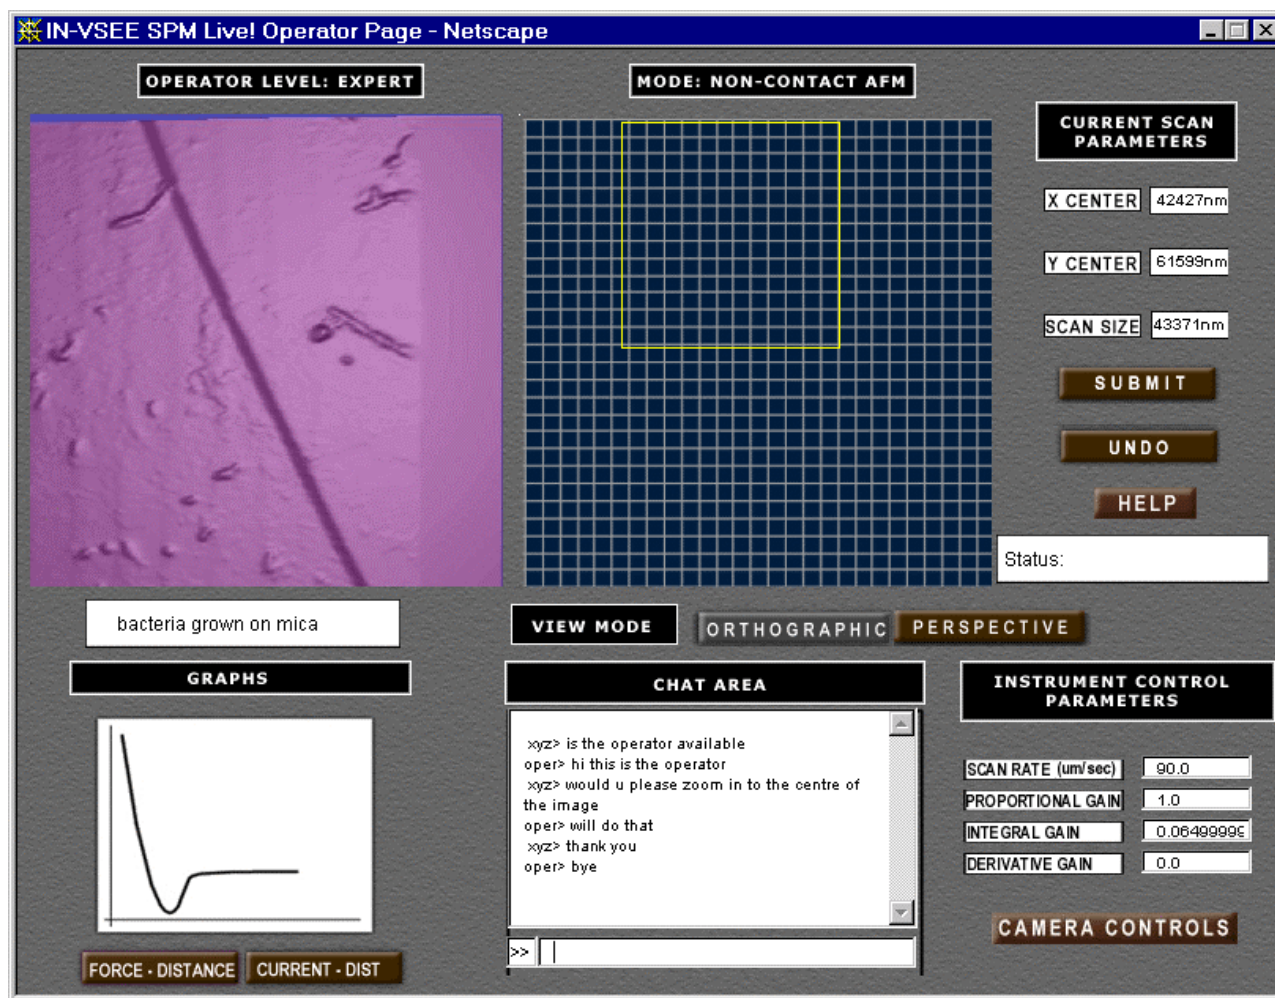 IN-VSEE SPM Live! Operator Page - Netscape
OPERATOR LEVEL: EXPERT
MODE: NON-CONTACT AFM
CURRENT SCAN
PARAMETERS
X CENTER 42427nm
Y CENTER 61599nm
SCAN SIZE 43371nm
SUBMIT
UNDO
HELP
Status:
bacteria grown on mica
VIEW MODE
ORTHOGRAPHIC
PERSPECTIVE
GRAPHS
FORCE - DISTANCE
CURRENT - DIST
CHAT AREA
xyz> is the operator available
oper> hi this is the operator
xyz> would u please zoom in to the centre of
the image
oper> will do that
xyz> thank you
oper> bye
>>
INSTRUMENT CONTROL
PARAMETERS
SCAN RATE (um/sec) 90.0
PROPORTIONAL GAIN 1.0
INTEGRAL GAIN 0.0649999
DERIVATIVE GAIN 0.0
CAMERA CONTROLS